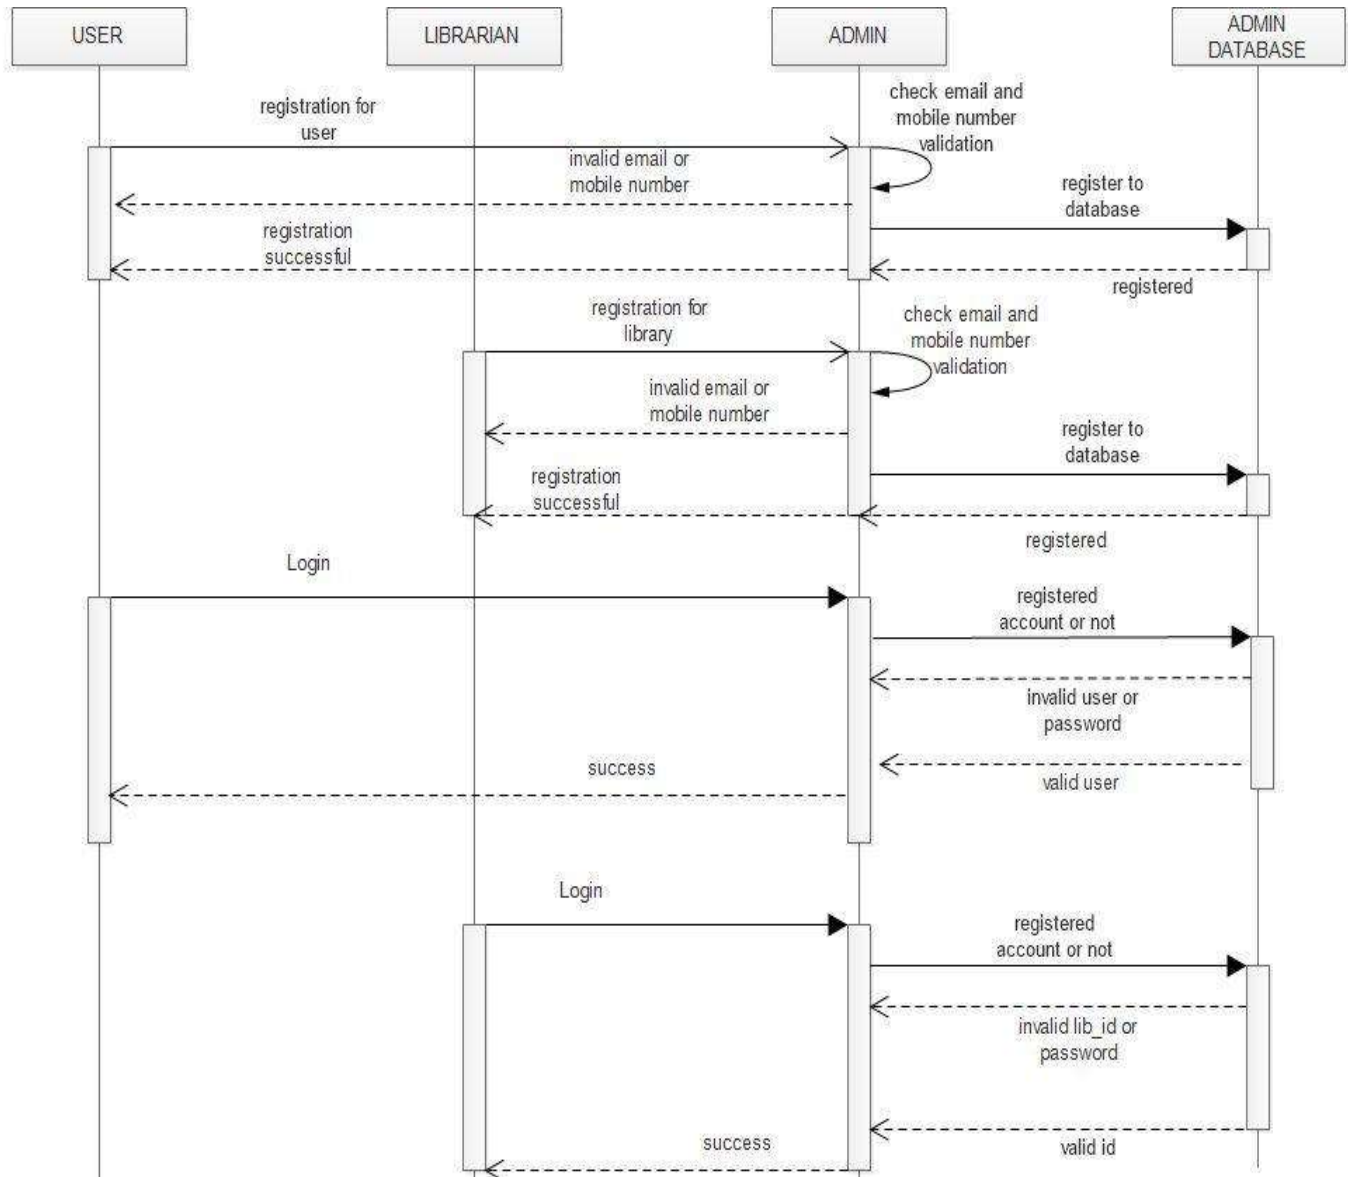 USER
LIBRARIAN
ADMIN
ADMIN
DATABASE
check email and
mobile number
validation
registration for
user
invalid email or
mobile number
register to
database
registration
successful
registered
registration for
library
check email and
mobile number
validation
invalid email or
mobile number
register to
database
registration
successful
registered
Login
registered
account or not
invalid user or
password
success
valid user
Login
registered
account or not
invalid lib_id or
password
success
valid id